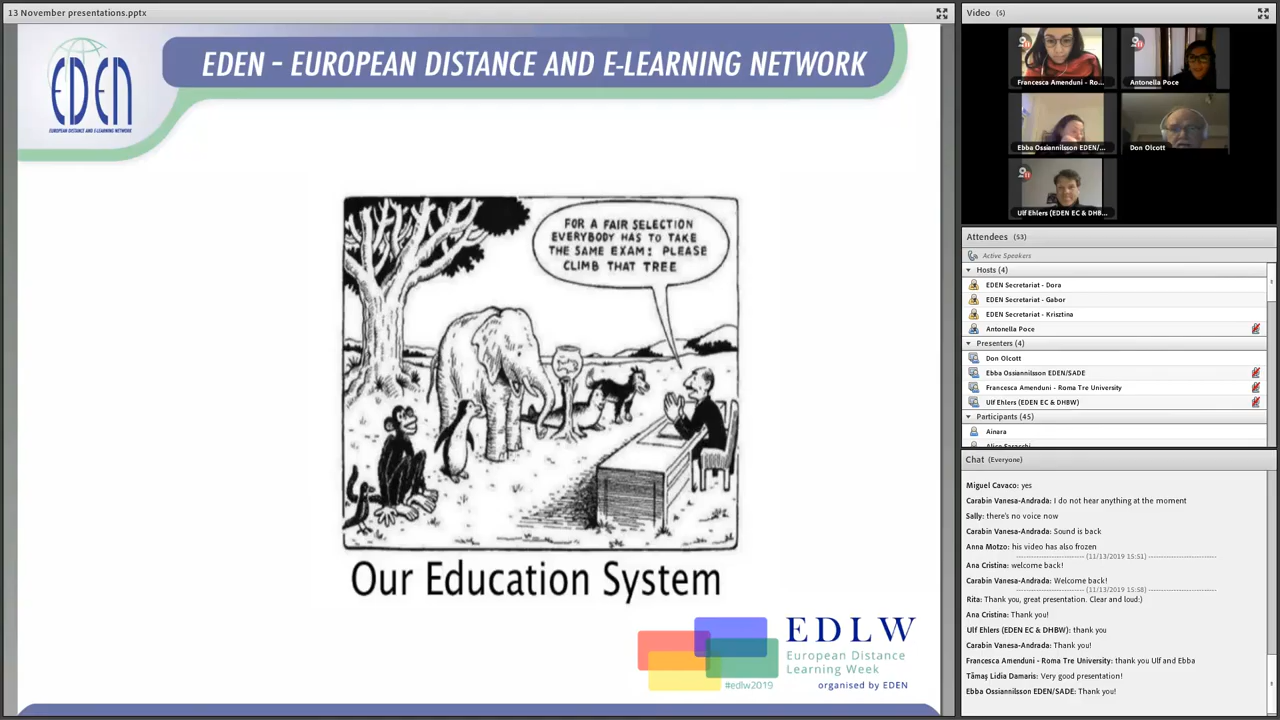 13 November presentations.pptx
EDEN
EUROPEAN DISTANCE AND E-LEARNING NETWORK
EDEN – EUROPEAN DISTANCE AND E-LEARNING NETWORK
FOR A FAIR SELECTION
EVERYBODY HAS TO TAKE
THE SAME EXAM: PLEASE
CLIMB THAT TREE
Our Education System
EDLW
European Distance
Learning Week
#edlw2019
organised by EDEN
Video (5)
Francesca Amenduni - Ro...
Antonella Poce
Ebba Ossiannilsson EDEN/...
Don Olcott
Ulf Ehlers (EDEN EC & DHB...
Attendees (53)
Active Speakers
Hosts (4)
EDEN Secretariat - Dora
EDEN Secretariat - Gabor
EDEN Secretariat - Krisztina
Antonella Poce
Presenters (4)
Don Olcott
Ebba Ossiannilsson EDEN/SADE
Francesca Amenduni - Roma Tre University
Ulf Ehlers (EDEN EC & DHBW)
Participants (45)
Ainara
Chat (Everyone)
Miguel Cavaco: yes
Carabin Vanesa-Andrada: I do not hear anything at the moment
Sally: there's no voice now
Carabin Vanesa-Andrada: Sound is back
Anna Motzo: his video has also frozen
(11/13/2019 15:51)
Ana Cristina: welcome back!
Carabin Vanesa-Andrada: Welcome back!
(11/13/2019 15:58)
Rita: Thank you, great presentation. Clear and loud:)
Ana Cristina: Thank you!
Ulf Ehlers (EDEN EC & DHBW): thank you
Carabin Vanesa-Andrada: Thank you!
Francesca Amenduni - Roma Tre University: thank you Ulf and Ebba
Tămaș Lidia Damaris: Very good presentation!
Ebba Ossiannilsson EDEN/SADE: Thank you!